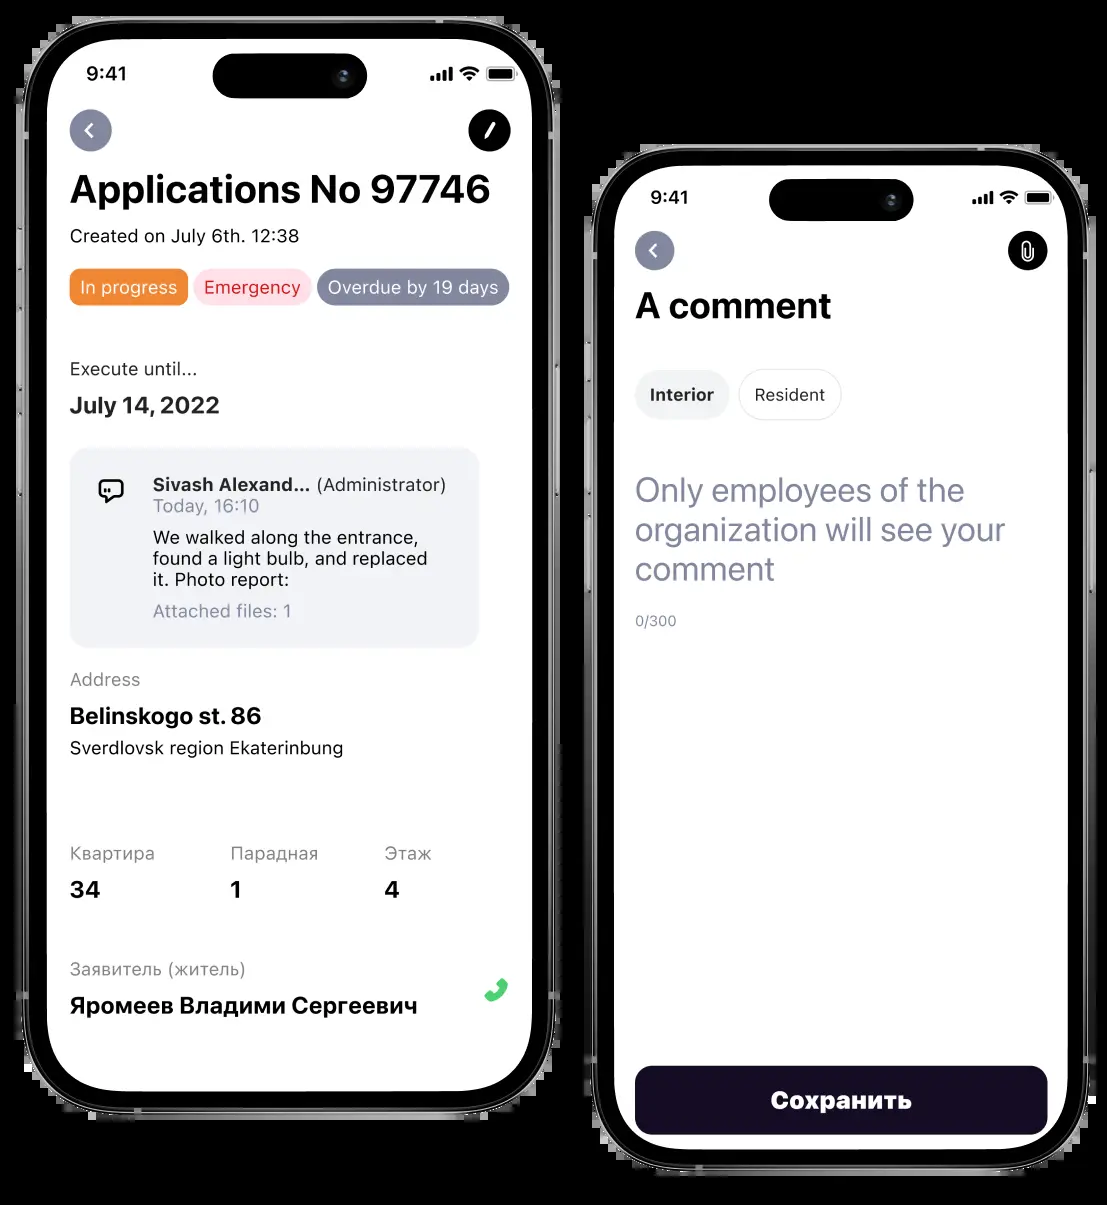 9:41
Applications No 97746
Created on July 6th. 12:38
In progress
Emergency
Overdue by 19 days
Execute until...
July 14, 2022
Sivash Alexand... (Administrator)
Today, 16:10
We walked along the entrance,
found a light bulb, and replaced
it. Photo report:
Attached files: 1
Address
Belinskogo st. 86
Sverdlovsk region Ekaterinbung
Квартира
Парадная
Этаж
34
1
4
Заявитель (житель)
Яромеев Владими Сергеевич
9:41
A comment
Interior
Resident
Only employees of the
organization will see your
comment
0/300
Сохранить